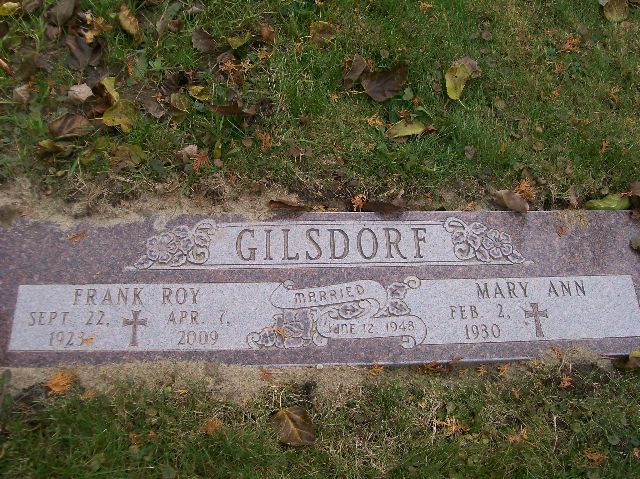 GILSDORF
FRANK ROY
SEPT. 22, APR. 7,
1923 2009
MARRIED
JUNE 12, 1948
MARY ANN
FEB. 2,
1930